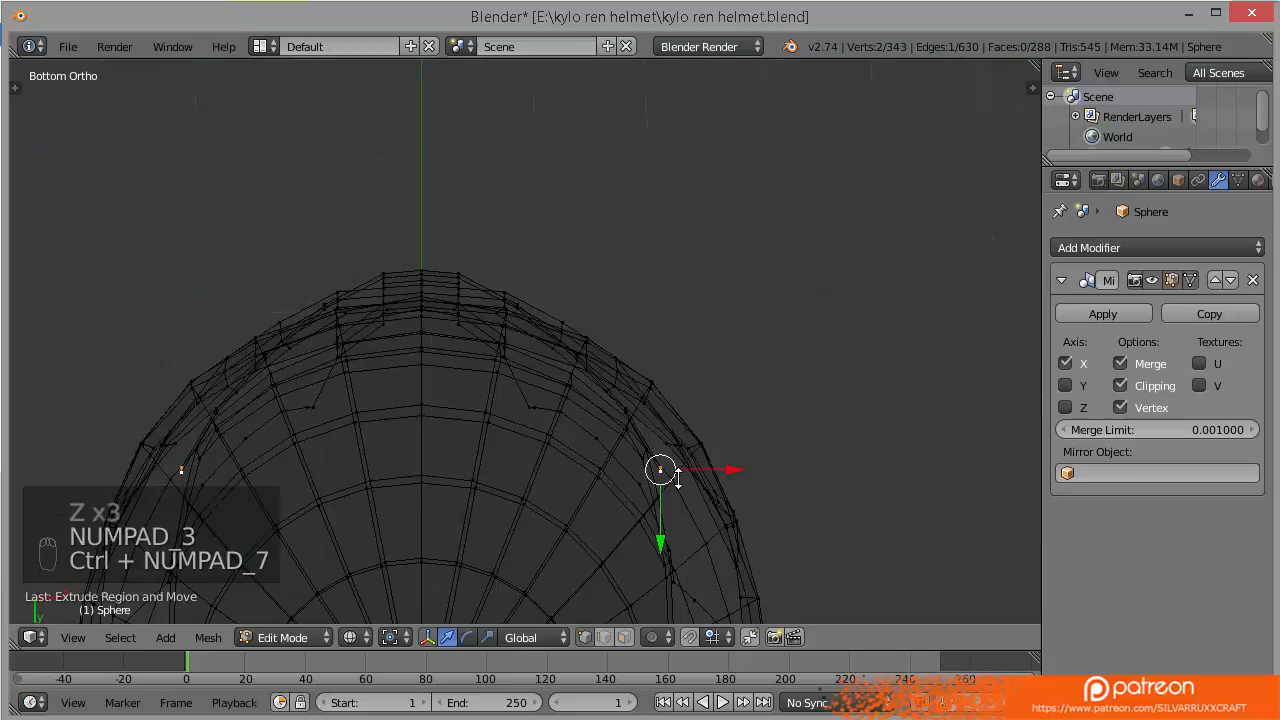 Blender* [E:\kylo ren helmet\kylo ren helmet.blend]
File Render Window Help Default Scene Blender Render v2.74 | Verts:2/343 | Edges:1/630 | Faces:0/288 | Tris:545 | Mem:33.14M | Sphere
Bottom Ortho
View Search All Scenes
Scene
RenderLayers
World
Sphere
Add Modifier
Mi
Apply Copy
Axis: Options: Textures:
X Merge U
Y Clipping V
Z Vertex
Merge Limit: 0.001000
Mirror Object:
Z x3
NUMPAD_3
Ctrl + NUMPAD_7
Last: Extrude Region and Move
(1) Sphere
y
View Select Add Mesh Edit Mode Global
-40 -20 0 20 40 60 80 100 120 140 160 180 200 220 240 260
View Marker Frame Playback Start: 1 End: 250 1 No Sync
patreon
https://www.patreon.com/SILVARRUXXCRAFT